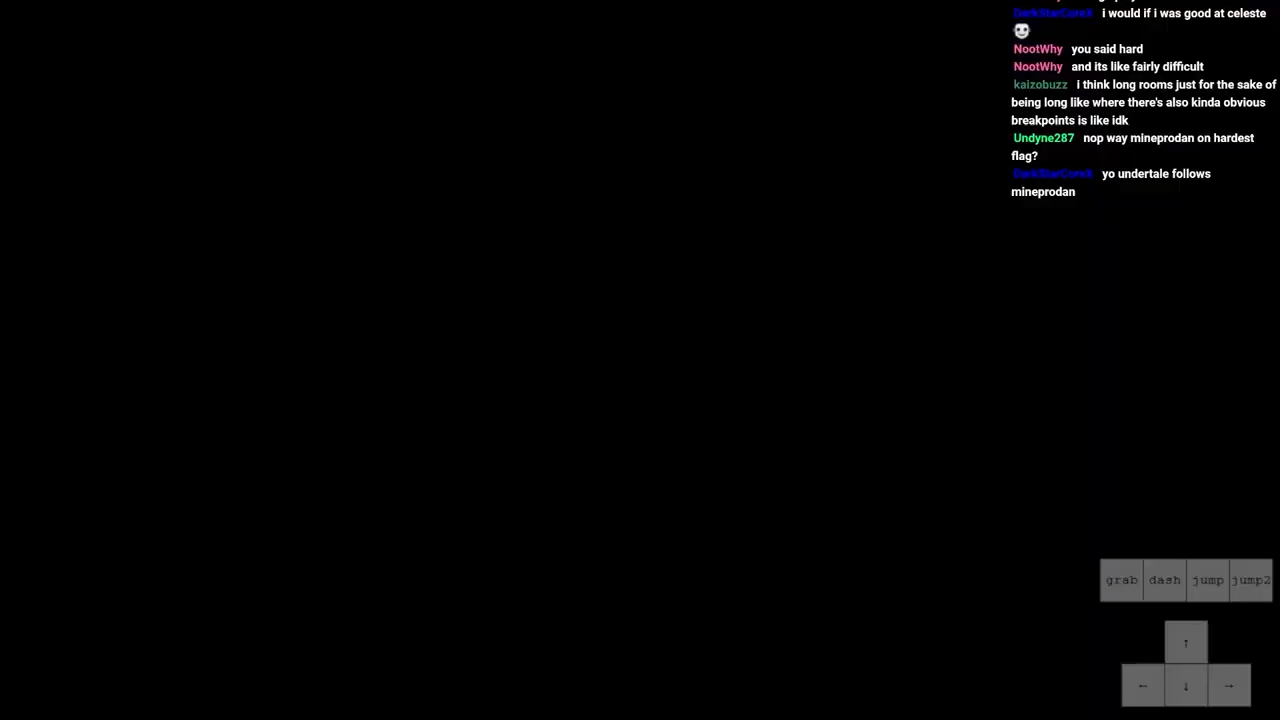 i would if i was good at celeste
NootWhy you said hard
NootWhy and its like fairly difficult
kaizobuzz i think long rooms just for the sake of
being long like where there's also kinda obvious
breakpoints is like idk
Undyne287 nop way mineprodan on hardest
flag?
yo undertale follows
mineprodan
grab dash jump jump2
↑
← ↓ →